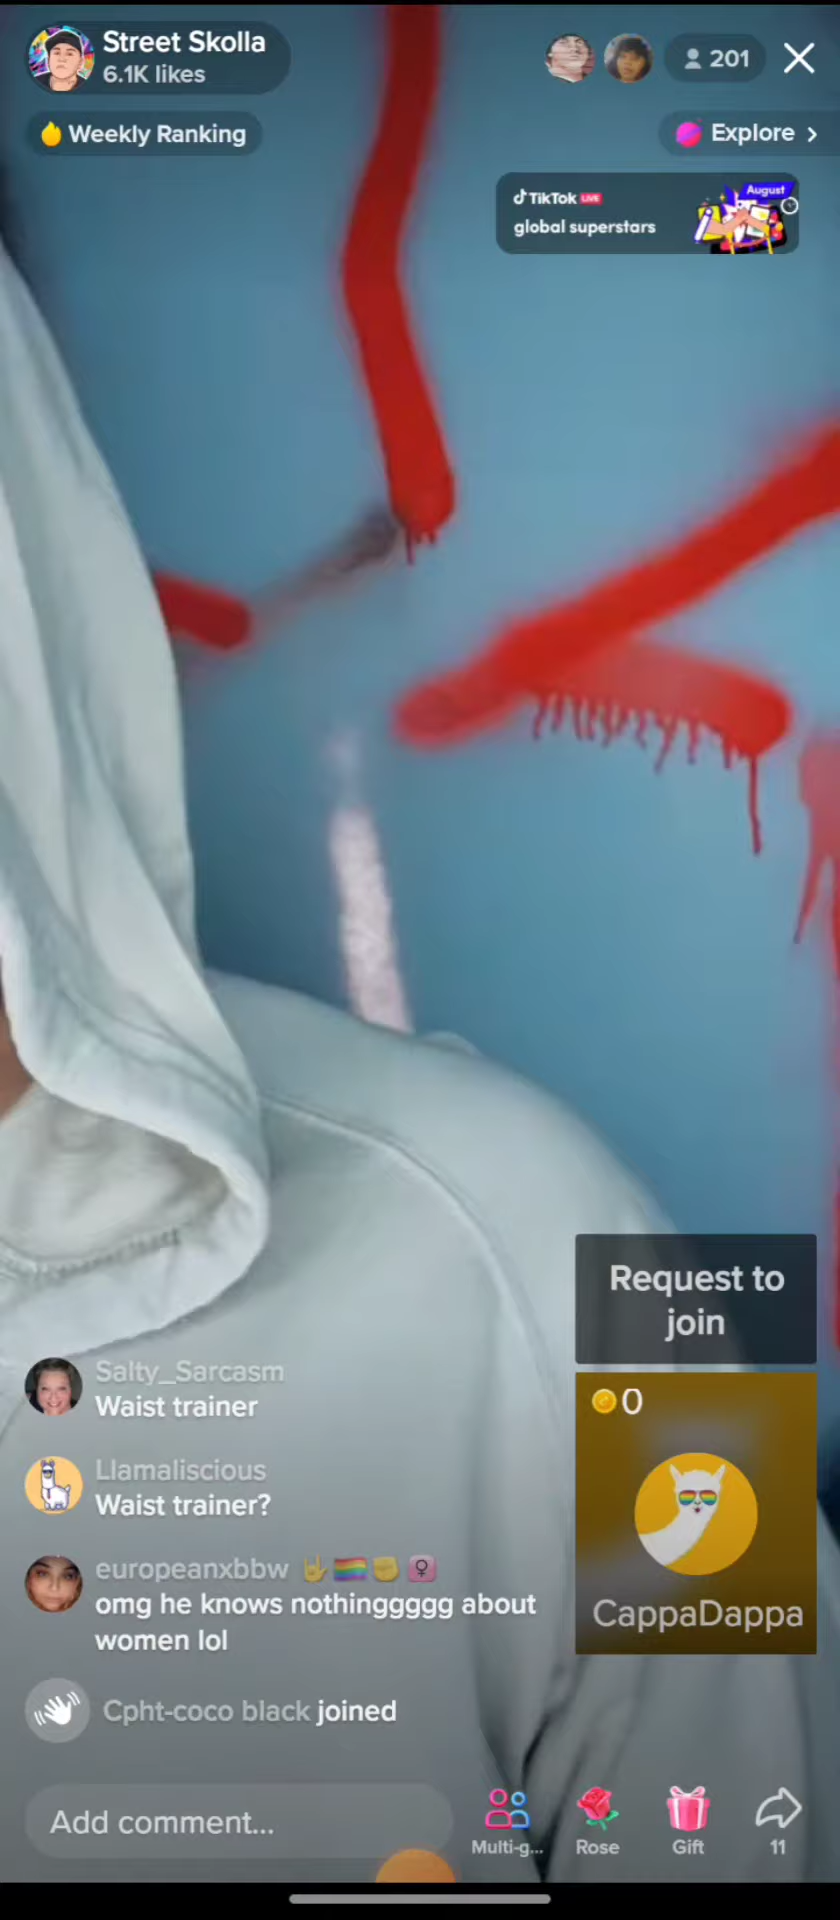 Street Skolla
6.1K likes
201
Weekly Ranking
Explore
August
TikTok LIVE
global superstars
Request to
join
Salty_Sarcasm
Waist trainer
0
Llamaliscious
Waist trainer?
europeanxbbw
omg he knows nothinggggg about
women lol
CappaDappa
Cpht-coco black joined
Add comment...
Multi-g...
Rose
Gift
11